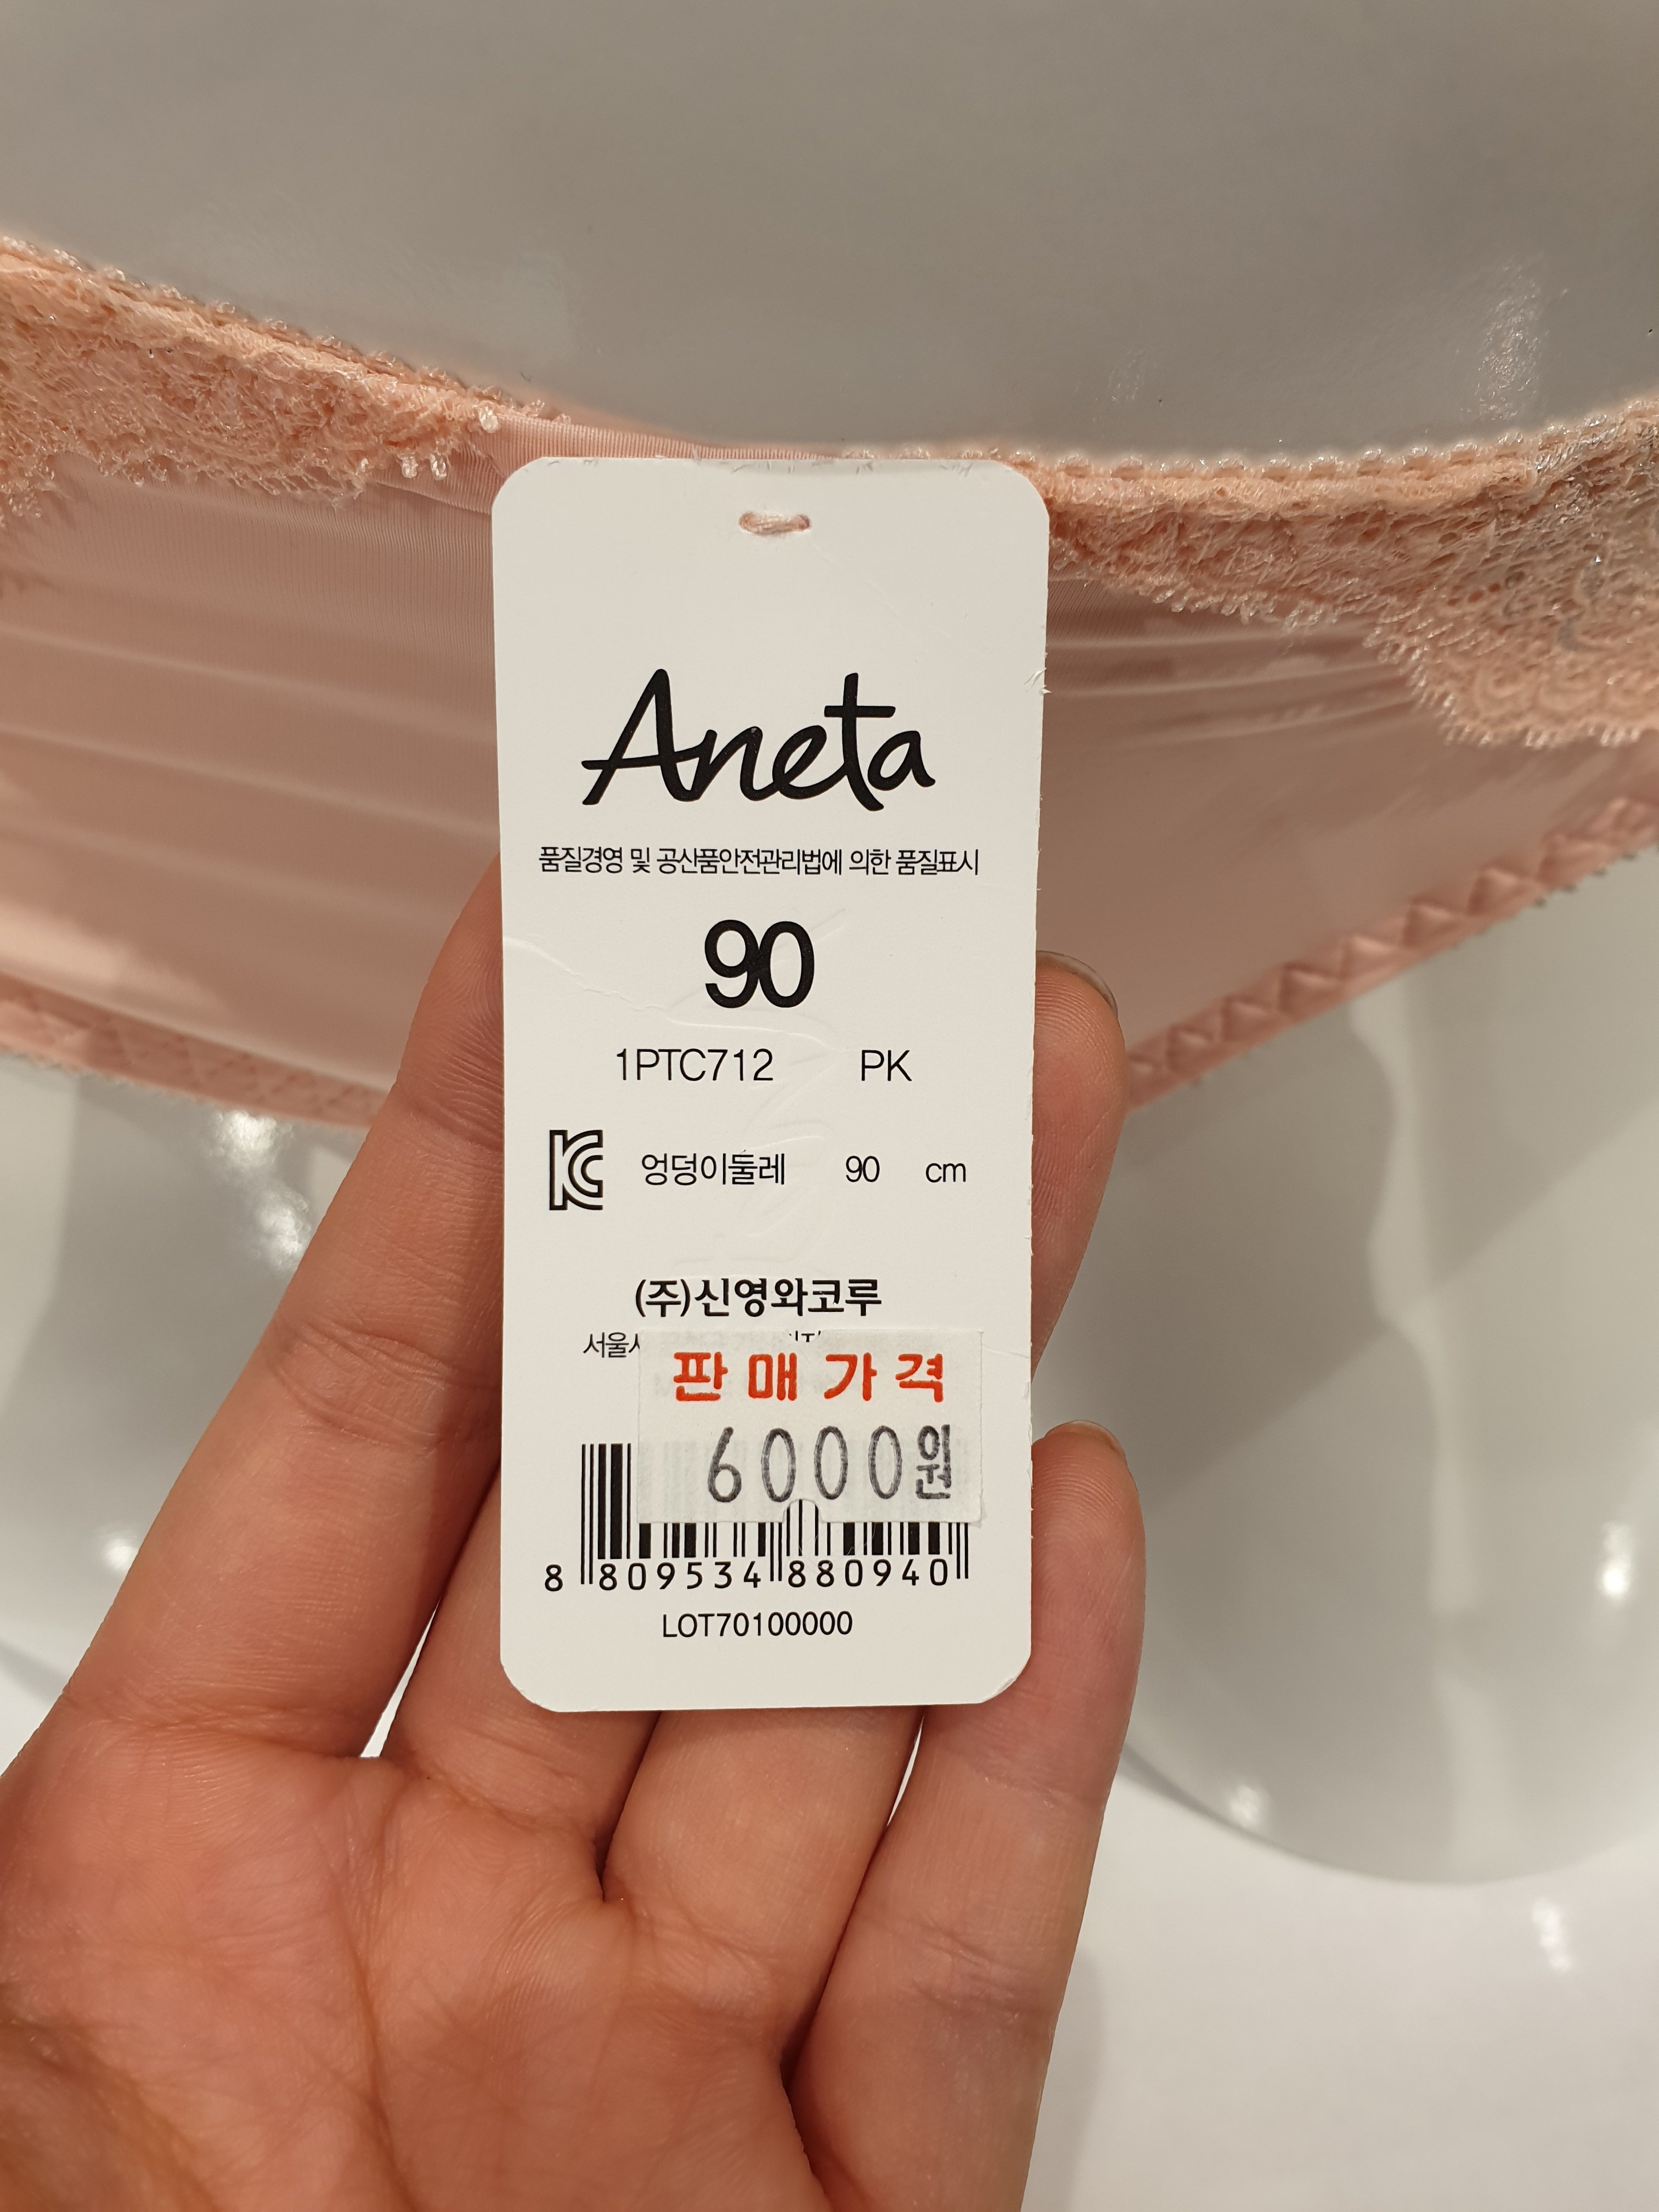 Aneta
품질경영 및 공산품안전관리법에 의한 품질표시
90
1PTC712 PK
엉덩이둘레 90 cm
(주)신영와코루
판매가격
6000원
8 809534 880940
LOT70100000